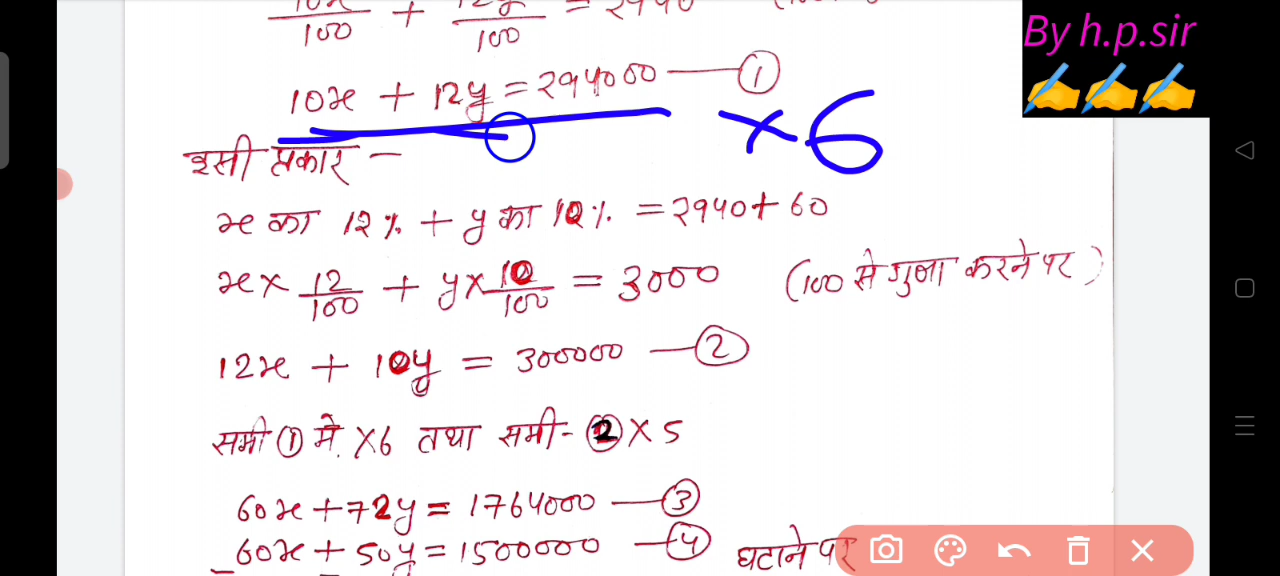 100 + 100
By h.p.sir
10x + 12y = 294000 — ①
× 6
इसी प्रकार –
x का 12% + y का 10% = 2940 + 60
x × 12/100 + y × 10/100 = 3000 (100 से गुणा करने पर)
12x + 10y = 300000 — ②
समी ① में ×6 तथा समी- ② × 5
60x + 72y = 1764000 — ③
60x + 50y = 1500000 — ④ घटाने पर